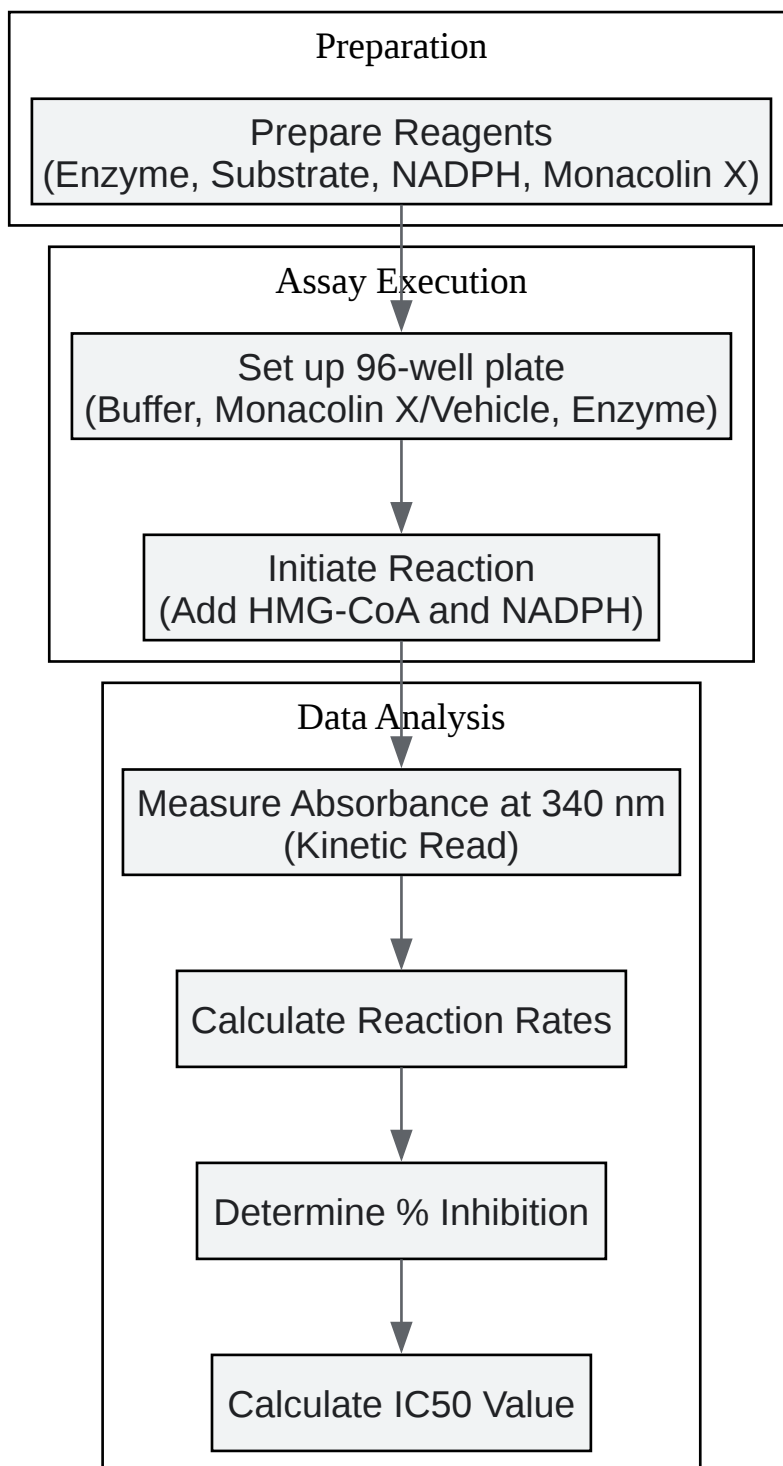 Preparation
Prepare Reagents
(Enzyme, Substrate, NADPH, Monacolin X)
Assay Execution
Set up 96-well plate
(Buffer, Monacolin X/Vehicle, Enzyme)
Initiate Reaction
(Add HMG-CoA and NADPH)
Data Analysis
Measure Absorbance at 340 nm
(Kinetic Read)
Calculate Reaction Rates
Determine % Inhibition
Calculate IC50 Value